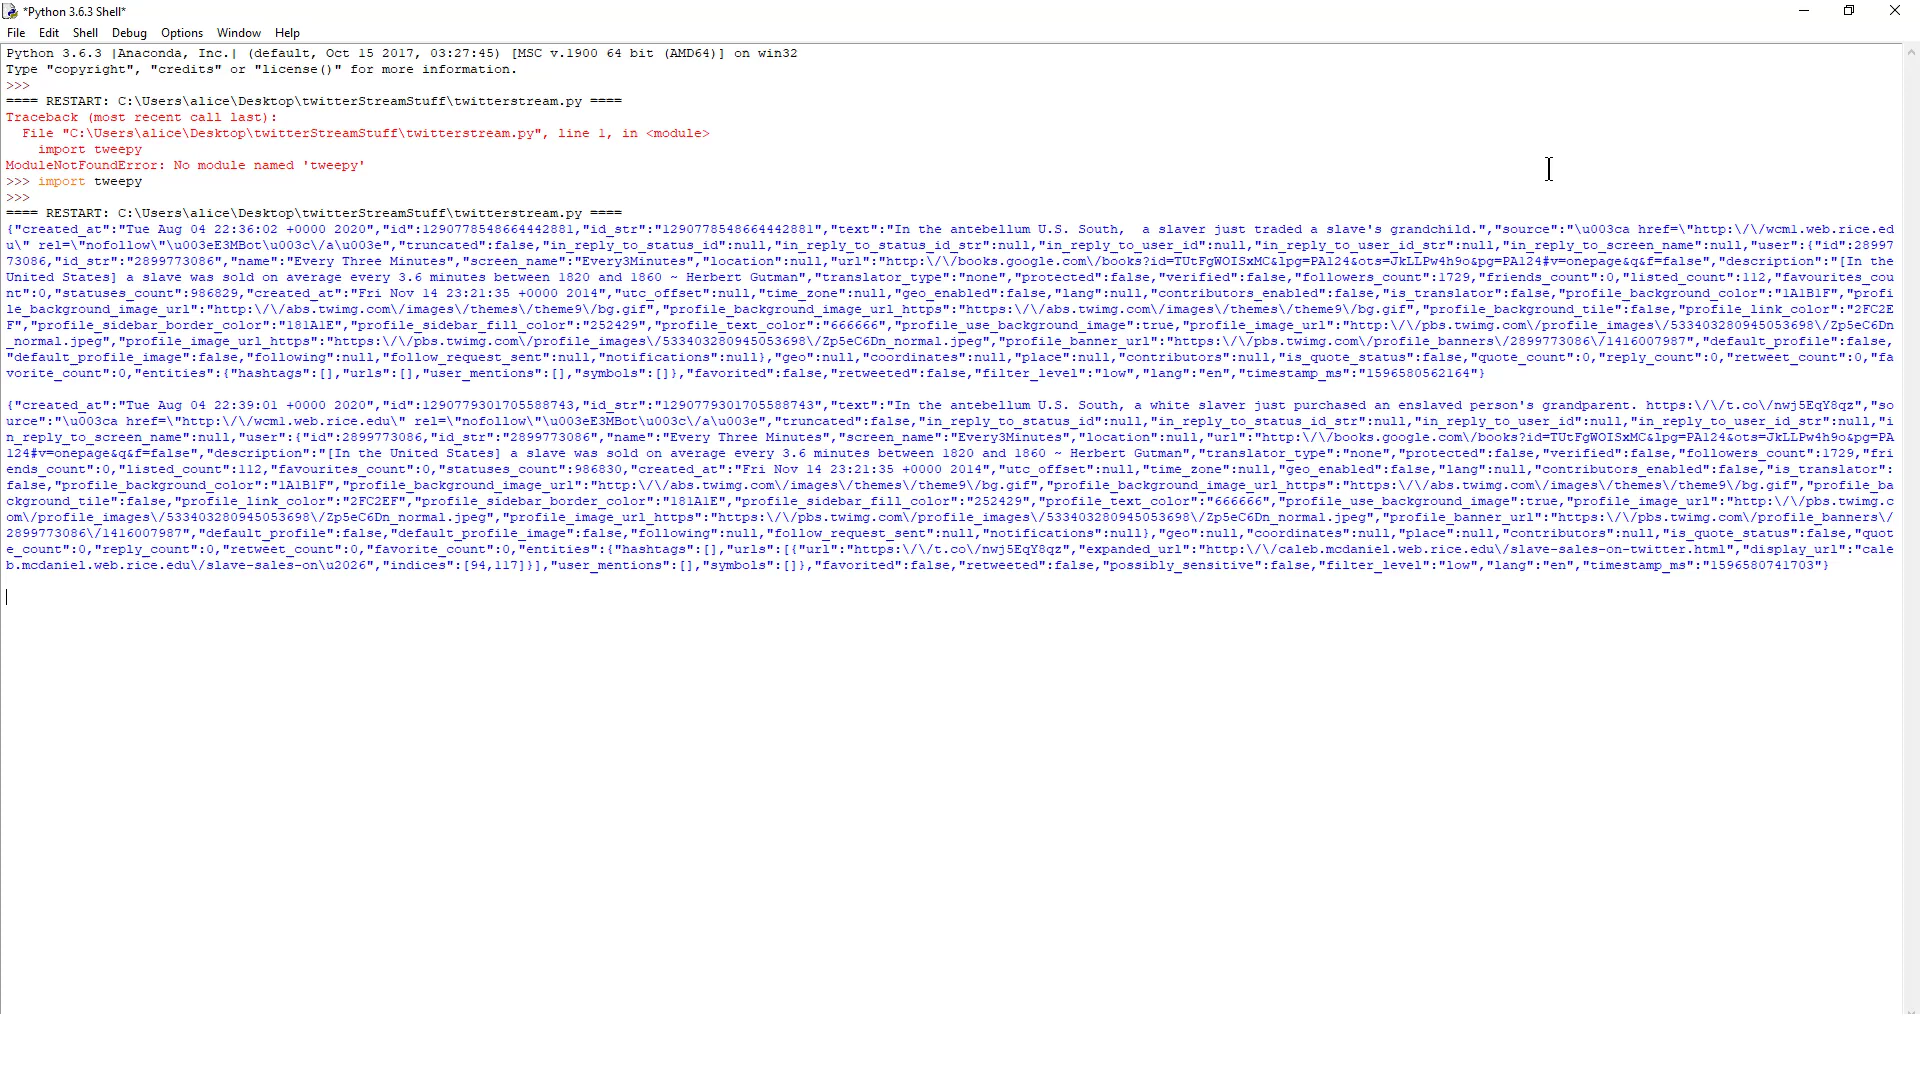 *Python 3.6.3 Shell*
File Edit Shell Debug Options Window Help
Python 3.6.3 |Anaconda, Inc.| (default, Oct 15 2017, 03:27:45) [MSC v.1900 64 bit (AMD64)] on win32
Type "copyright", "credits" or "license()" for more information.
>>>
==== RESTART: C:\Users\alice\Desktop\twitterStreamStuff\twitterstream.py ====
Traceback (most recent call last):
  File "C:\Users\alice\Desktop\twitterStreamStuff\twitterstream.py", line 1, in <module>
    import tweepy
ModuleNotFoundError: No module named 'tweepy'
>>> import tweepy
>>>
==== RESTART: C:\Users\alice\Desktop\twitterStreamStuff\twitterstream.py ====
{"created_at":"Tue Aug 04 22:36:02 +0000 2020","id":1290778548664442881,"id_str":"1290778548664442881","text":"In the antebellum U.S. South,  a slaver just traded a slave's grandchild.","source":"\u003ca href=\"http:\/\/wcml.web.rice.ed
u\" rel=\"nofollow\"\u003eE3MBot\u003c\/a\u003e","truncated":false,"in_reply_to_status_id":null,"in_reply_to_status_id_str":null,"in_reply_to_user_id":null,"in_reply_to_user_id_str":null,"in_reply_to_screen_name":null,"user":{"id":2899
773086,"id_str":"2899773086","name":"Every Three Minutes","screen_name":"Every3Minutes","location":null,"url":"http:\/\/books.google.com\/books?id=TUtFgWOISxMC&lpg=PA124&ots=JkLLPw4h9o&pg=PA124#v=onepage&q&f=false","description":"[In the
United States] a slave was sold on average every 3.6 minutes between 1820 and 1860 ~ Herbert Gutman","translator_type":"none","protected":false,"verified":false,"followers_count":1729,"friends_count":0,"listed_count":112,"favourites_cou
nt":0,"statuses_count":986829,"created_at":"Fri Nov 14 23:21:35 +0000 2014","utc_offset":null,"time_zone":null,"geo_enabled":false,"lang":null,"contributors_enabled":false,"is_translator":false,"profile_background_color":"1A1B1F","profi
le_background_image_url":"http:\/\/abs.twimg.com\/images\/themes\/theme9\/bg.gif","profile_background_image_url_https":"https:\/\/abs.twimg.com\/images\/themes\/theme9\/bg.gif","profile_background_tile":false,"profile_link_color":"2FC2E
F","profile_sidebar_border_color":"181A1E","profile_sidebar_fill_color":"252429","profile_text_color":"666666","profile_use_background_image":true,"profile_image_url":"http:\/\/pbs.twimg.com\/profile_images\/533403280945053698\/Zp5eC6Dn
_normal.jpeg","profile_image_url_https":"https:\/\/pbs.twimg.com\/profile_images\/533403280945053698\/Zp5eC6Dn_normal.jpeg","profile_banner_url":"https:\/\/pbs.twimg.com\/profile_banners\/2899773086\/1416007987","default_profile":false,
"default_profile_image":false,"following":null,"follow_request_sent":null,"notifications":null},"geo":null,"coordinates":null,"place":null,"contributors":null,"is_quote_status":false,"quote_count":0,"reply_count":0,"retweet_count":0,"fa
vorite_count":0,"entities":{"hashtags":[],"urls":[],"user_mentions":[],"symbols":[]},"favorited":false,"retweeted":false,"filter_level":"low","lang":"en","timestamp_ms":"1596580562164"}
{"created_at":"Tue Aug 04 22:39:01 +0000 2020","id":1290779301705588743,"id_str":"1290779301705588743","text":"In the antebellum U.S. South, a white slaver just purchased an enslaved person's grandparent. https:\/\/t.co\/nwj5EqY8qz","so
urce":"\u003ca href=\"http:\/\/wcml.web.rice.edu\" rel=\"nofollow\"\u003eE3MBot\u003c\/a\u003e","truncated":false,"in_reply_to_status_id":null,"in_reply_to_status_id_str":null,"in_reply_to_user_id":null,"in_reply_to_user_id_str":null,"i
n_reply_to_screen_name":null,"user":{"id":2899773086,"id_str":"2899773086","name":"Every Three Minutes","screen_name":"Every3Minutes","location":null,"url":"http:\/\/books.google.com\/books?id=TUtFgWOISxMC&lpg=PA124&ots=JkLLPw4h9o&pg=PA
124#v=onepage&q&f=false","description":"[In the United States] a slave was sold on average every 3.6 minutes between 1820 and 1860 ~ Herbert Gutman","translator_type":"none","protected":false,"verified":false,"followers_count":1729,"fri
ends_count":0,"listed_count":112,"favourites_count":0,"statuses_count":986830,"created_at":"Fri Nov 14 23:21:35 +0000 2014","utc_offset":null,"time_zone":null,"geo_enabled":false,"lang":null,"contributors_enabled":false,"is_translator":
false,"profile_background_color":"1A1B1F","profile_background_image_url":"http:\/\/abs.twimg.com\/images\/themes\/theme9\/bg.gif","profile_background_image_url_https":"https:\/\/abs.twimg.com\/images\/themes\/theme9\/bg.gif","profile_ba
ckground_tile":false,"profile_link_color":"2FC2EF","profile_sidebar_border_color":"181A1E","profile_sidebar_fill_color":"252429","profile_text_color":"666666","profile_use_background_image":true,"profile_image_url":"http:\/\/pbs.twimg.c
om\/profile_images\/533403280945053698\/Zp5eC6Dn_normal.jpeg","profile_image_url_https":"https:\/\/pbs.twimg.com\/profile_images\/533403280945053698\/Zp5eC6Dn_normal.jpeg","profile_banner_url":"https:\/\/pbs.twimg.com\/profile_banners\/
2899773086\/1416007987","default_profile":false,"default_profile_image":false,"following":null,"follow_request_sent":null,"notifications":null},"geo":null,"coordinates":null,"place":null,"contributors":null,"is_quote_status":false,"quot
e_count":0,"reply_count":0,"retweet_count":0,"favorite_count":0,"entities":{"hashtags":[],"urls":[{"url":"https:\/\/t.co\/nwj5EqY8qz","expanded_url":"http:\/\/caleb.mcdaniel.web.rice.edu\/slave-sales-on-twitter.html","display_url":"cale
b.mcdaniel.web.rice.edu\/slave-sales-on\u2026","indices":[94,117]}],"user_mentions":[],"symbols":[]},"favorited":false,"retweeted":false,"possibly_sensitive":false,"filter_level":"low","lang":"en","timestamp_ms":"1596580741703"}